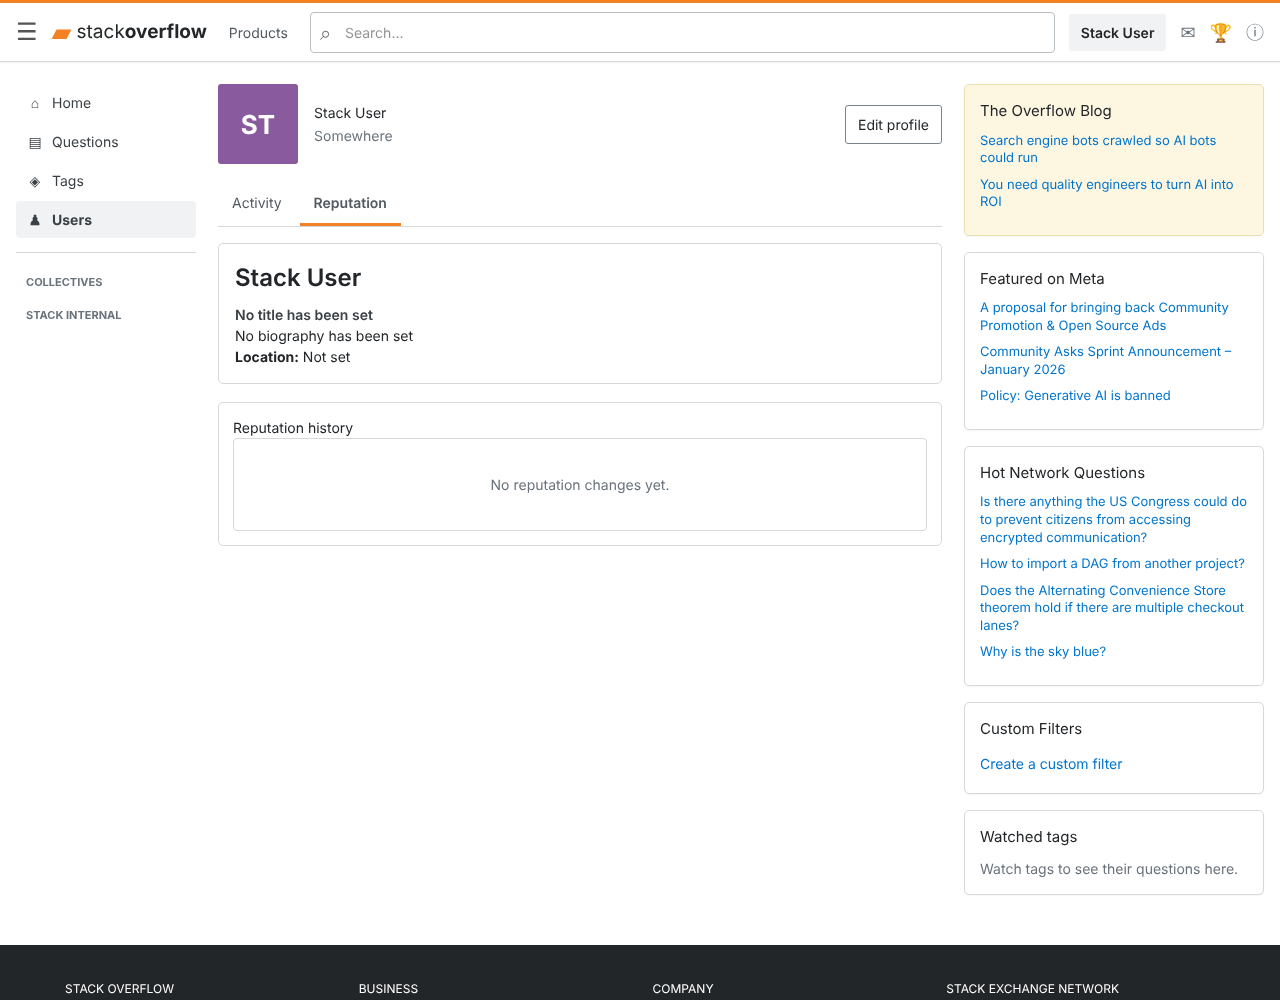 stackoverflow
Products
Search...
Stack User
Home
Questions
Tags
Users
COLLECTIVES
STACK INTERNAL
ST
Stack User
Somewhere
Edit profile
Activity
Reputation
Stack User
No title has been set
No biography has been set
Location: Not set
Reputation history
No reputation changes yet.
The Overflow Blog
Search engine bots crawled so AI bots
could run
You need quality engineers to turn AI into
ROI
Featured on Meta
A proposal for bringing back Community
Promotion & Open Source Ads
Community Asks Sprint Announcement –
January 2026
Policy: Generative AI is banned
Hot Network Questions
Is there anything the US Congress could do
to prevent citizens from accessing
encrypted communication?
How to import a DAG from another project?
Does the Alternating Convenience Store
theorem hold if there are multiple checkout
lanes?
Why is the sky blue?
Custom Filters
Create a custom filter
Watched tags
Watch tags to see their questions here.
STACK OVERFLOW
BUSINESS
COMPANY
STACK EXCHANGE NETWORK